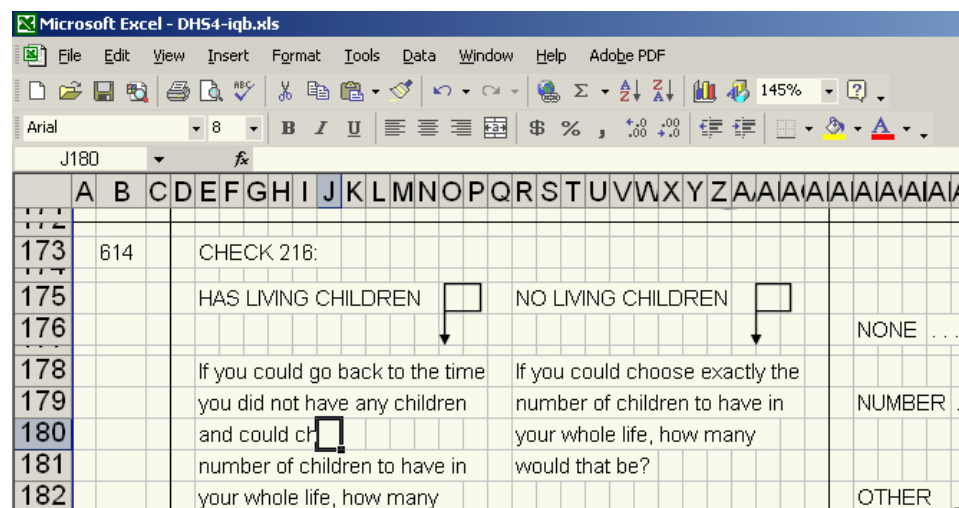 Microsoft Excel - DHS4-iqb.xls
File Edit View Insert Format Tools Data Window Help Adobe PDF
145%
Arial 8 B I U $ % ,
J180 fx
A B C D E F G H I J K L M N O P Q R S T U V W X Y Z
173 614 CHECK 216:
175 HAS LIVING CHILDREN NO LIVING CHILDREN
176 NONE . . .
178 If you could go back to the time If you could choose exactly the
179 you did not have any children number of children to have in NUMBER .
180 and could ch your whole life, how many
181 number of children to have in would that be?
182 your whole life, how many OTHER